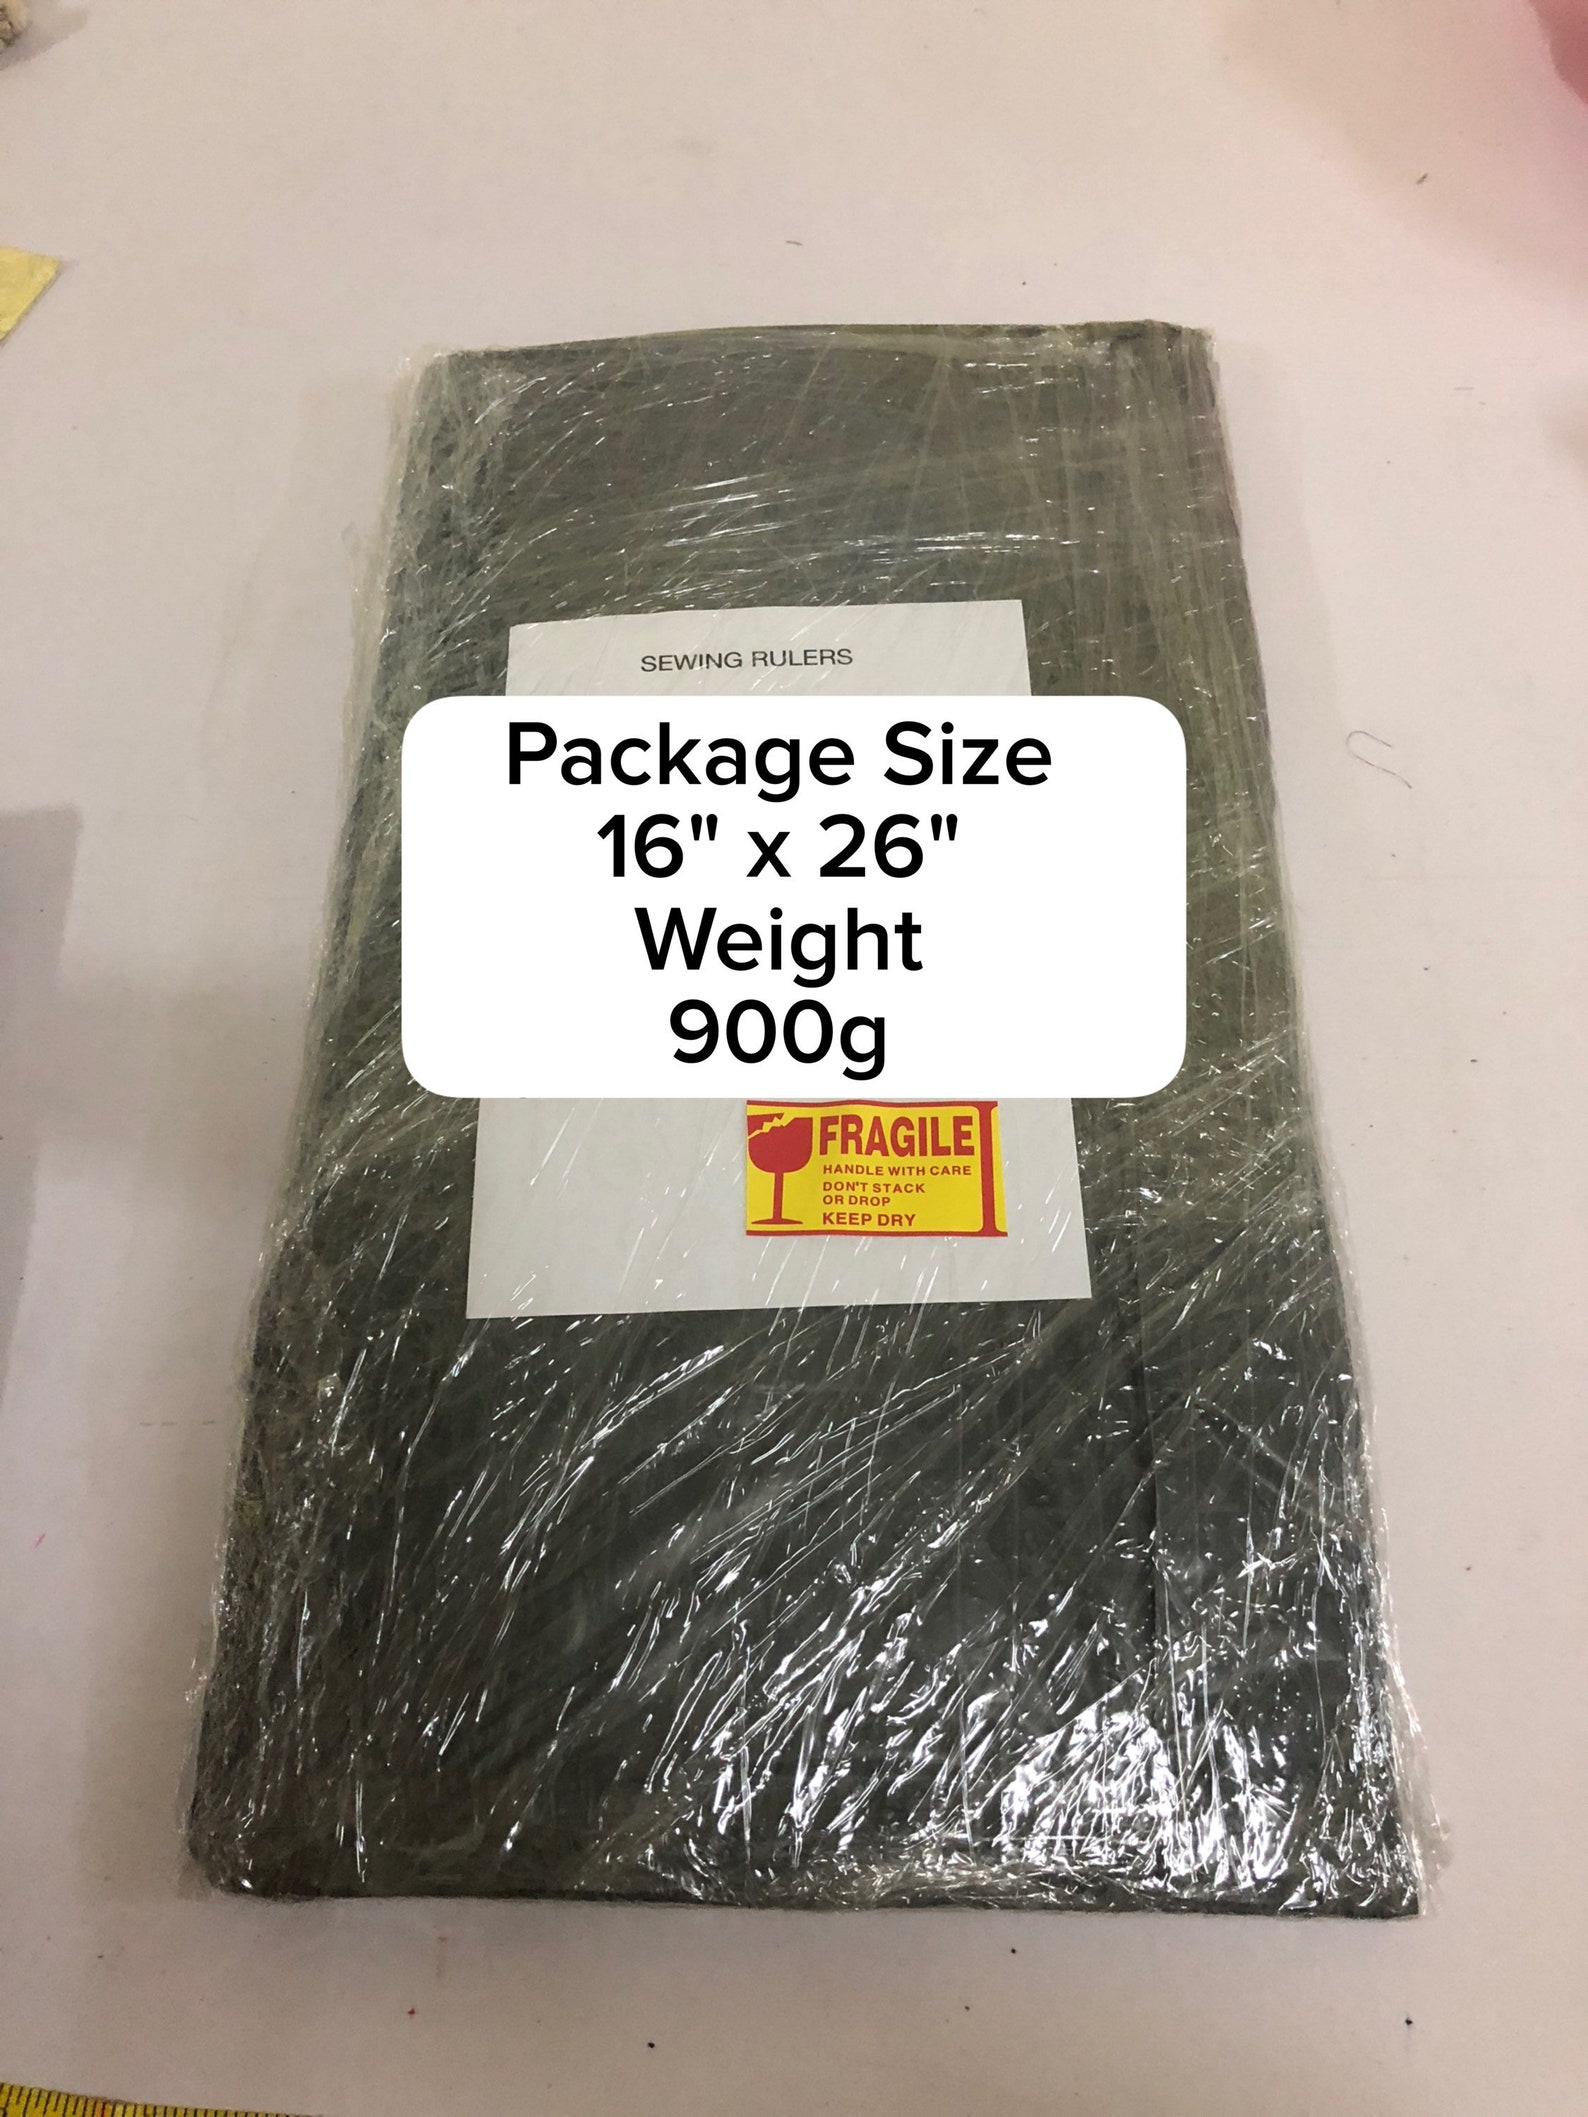 SEWING RULERS
Package Size
16" x 26"
Weight
900g
FRAGILE
HANDLE WITH CARE
DON'T STACK
OR DROP
KEEP DRY